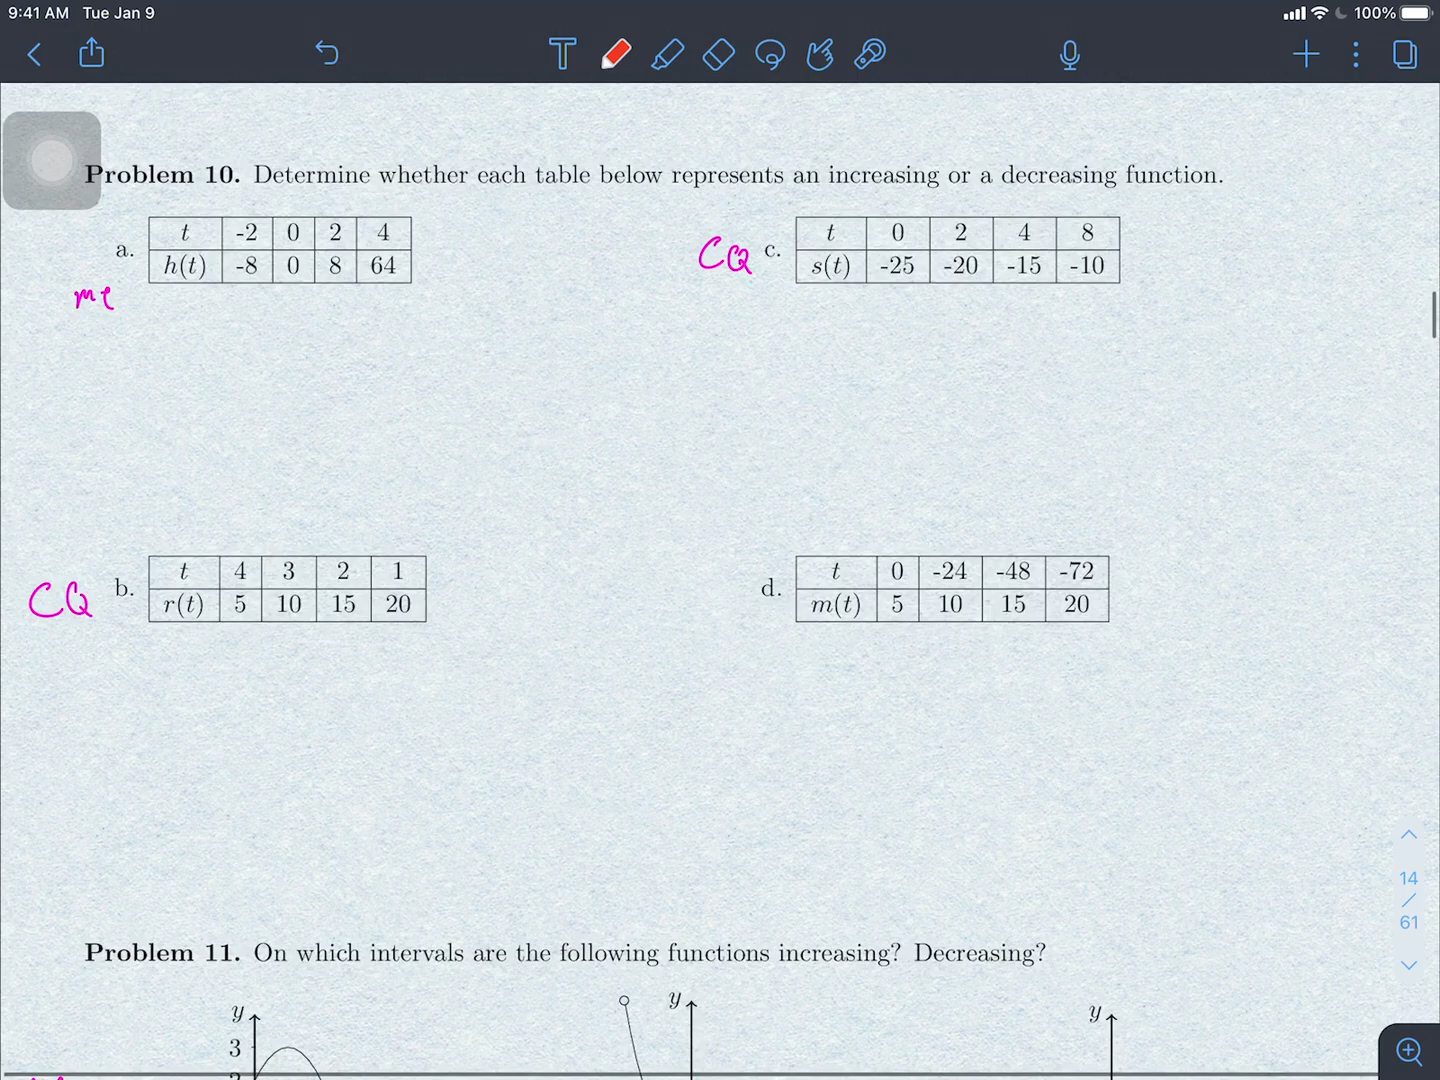 9:41 AM Tue Jan 9
100%
Problem 10. Determine whether each table below represents an increasing or a decreasing function.
a.
t -2 0 2 4
h(t) -8 0 8 64
me
CQ c.
t 0 2 4 8
s(t) -25 -20 -15 -10
CQ b.
t 4 3 2 1
r(t) 5 10 15 20
d.
t 0 -24 -48 -72
m(t) 5 10 15 20
14
/
61
Problem 11. On which intervals are the following functions increasing? Decreasing?
y
3
y
y